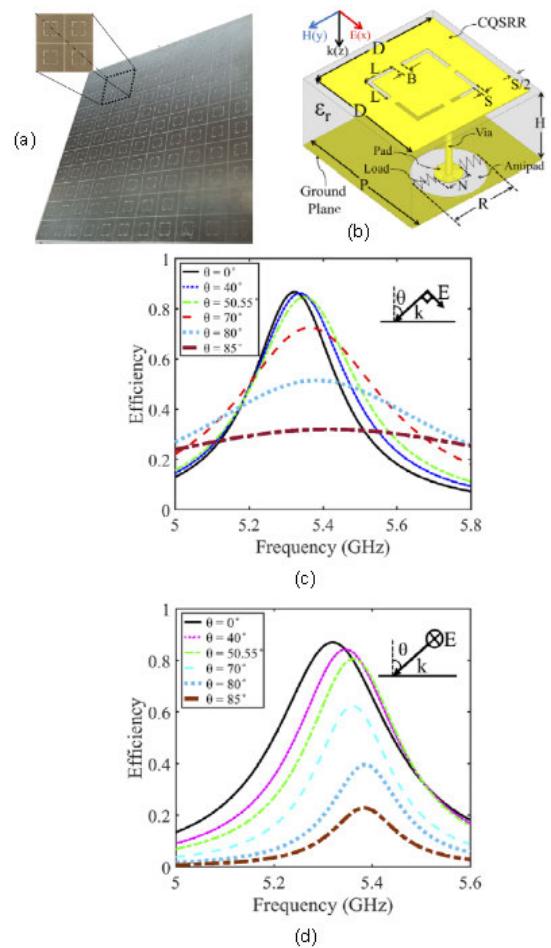 (a)
H(y)
E(x)
k(z)
CQSRR
D
L
B
S
S/2
L
D
εr
H
Via
Pad
Load
Antipad
N
P
R
Ground
Plane
(b)
θ = 0°
θ = 40°
θ = 50.55°
θ = 70°
θ = 80°
θ = 85°
θ
E
k
1
0.8
0.6
0.4
0.2
0
Efficiency
5
5.2
5.4
5.6
5.8
Frequency (GHz)
(c)
θ = 0°
θ = 40°
θ = 50.55°
θ = 70°
θ = 80°
θ = 85°
θ
E
k
1
0.8
0.6
0.4
0.2
0
Efficiency
5
5.2
5.4
5.6
Frequency (GHz)
(d)